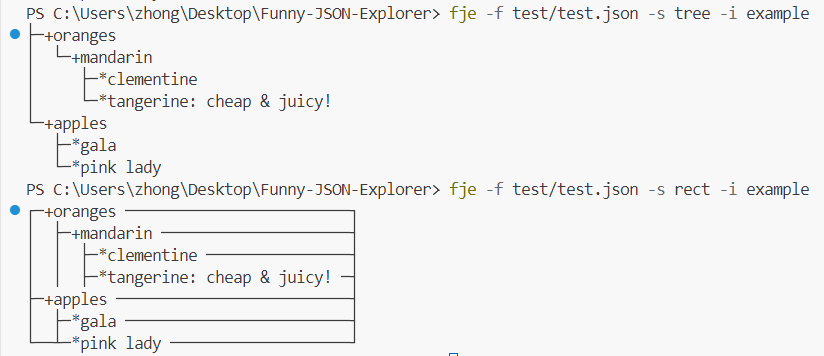 PS C:\Users\zhong\Desktop\Funny-JSON-Explorer> fje -f test/test.json -s tree -i example
├─+oranges
│  └─+mandarin
│     ├─*clementine
│     └─*tangerine: cheap & juicy!
└─+apples
   ├─*gala
   └─*pink lady
PS C:\Users\zhong\Desktop\Funny-JSON-Explorer> fje -f test/test.json -s rect -i example
┌─+oranges ──────────────────────────┐
│  ├─+mandarin ──────────────────────┤
│  │  ├─*clementine ─────────────────┤
│  │  ├─*tangerine: cheap & juicy! ──┤
├─+apples ───────────────────────────┤
│  ├─*gala ──────────────────────────┤
└──┴─*pink lady ─────────────────────┘